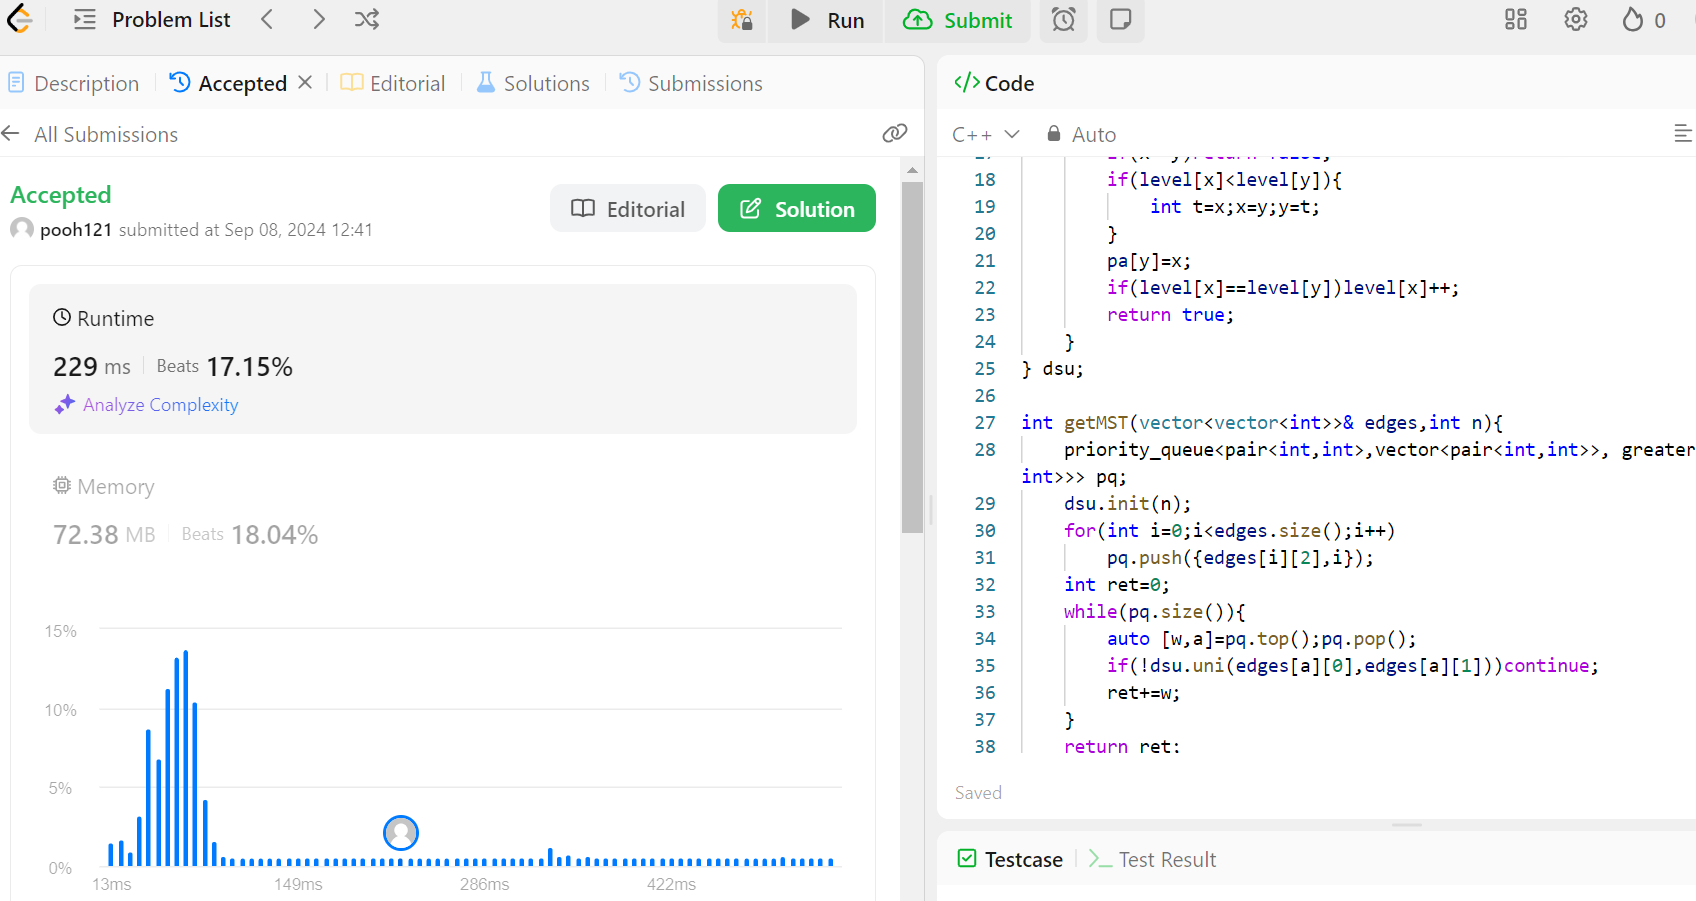 Problem List
Run
Submit
0
Description
Accepted
Editorial
Solutions
Submissions
All Submissions
Accepted
pooh121 submitted at Sep 08, 2024 12:41
Editorial
Solution
Runtime
229 ms
Beats 17.15%
Analyze Complexity
Memory
72.38 MB
Beats 18.04%
15%
10%
5%
0%
13ms
149ms
286ms
422ms
</> Code
C++
Auto
18 if(level[x]<level[y]){
19 int t=x;x=y;y=t;
20 }
21 pa[y]=x;
22 if(level[x]==level[y])level[x]++;
23 return true;
24 }
25 } dsu;
26
27 int getMST(vector<vector<int>>& edges,int n){
28 priority_queue<pair<int,int>,vector<pair<int,int>>, greater
int>>> pq;
29 dsu.init(n);
30 for(int i=0;i<edges.size();i++)
31 pq.push({edges[i][2],i});
32 int ret=0;
33 while(pq.size()){
34 auto [w,a]=pq.top();pq.pop();
35 if(!dsu.uni(edges[a][0],edges[a][1]))continue;
36 ret+=w;
37 }
38 return ret;
Saved
Testcase
Test Result